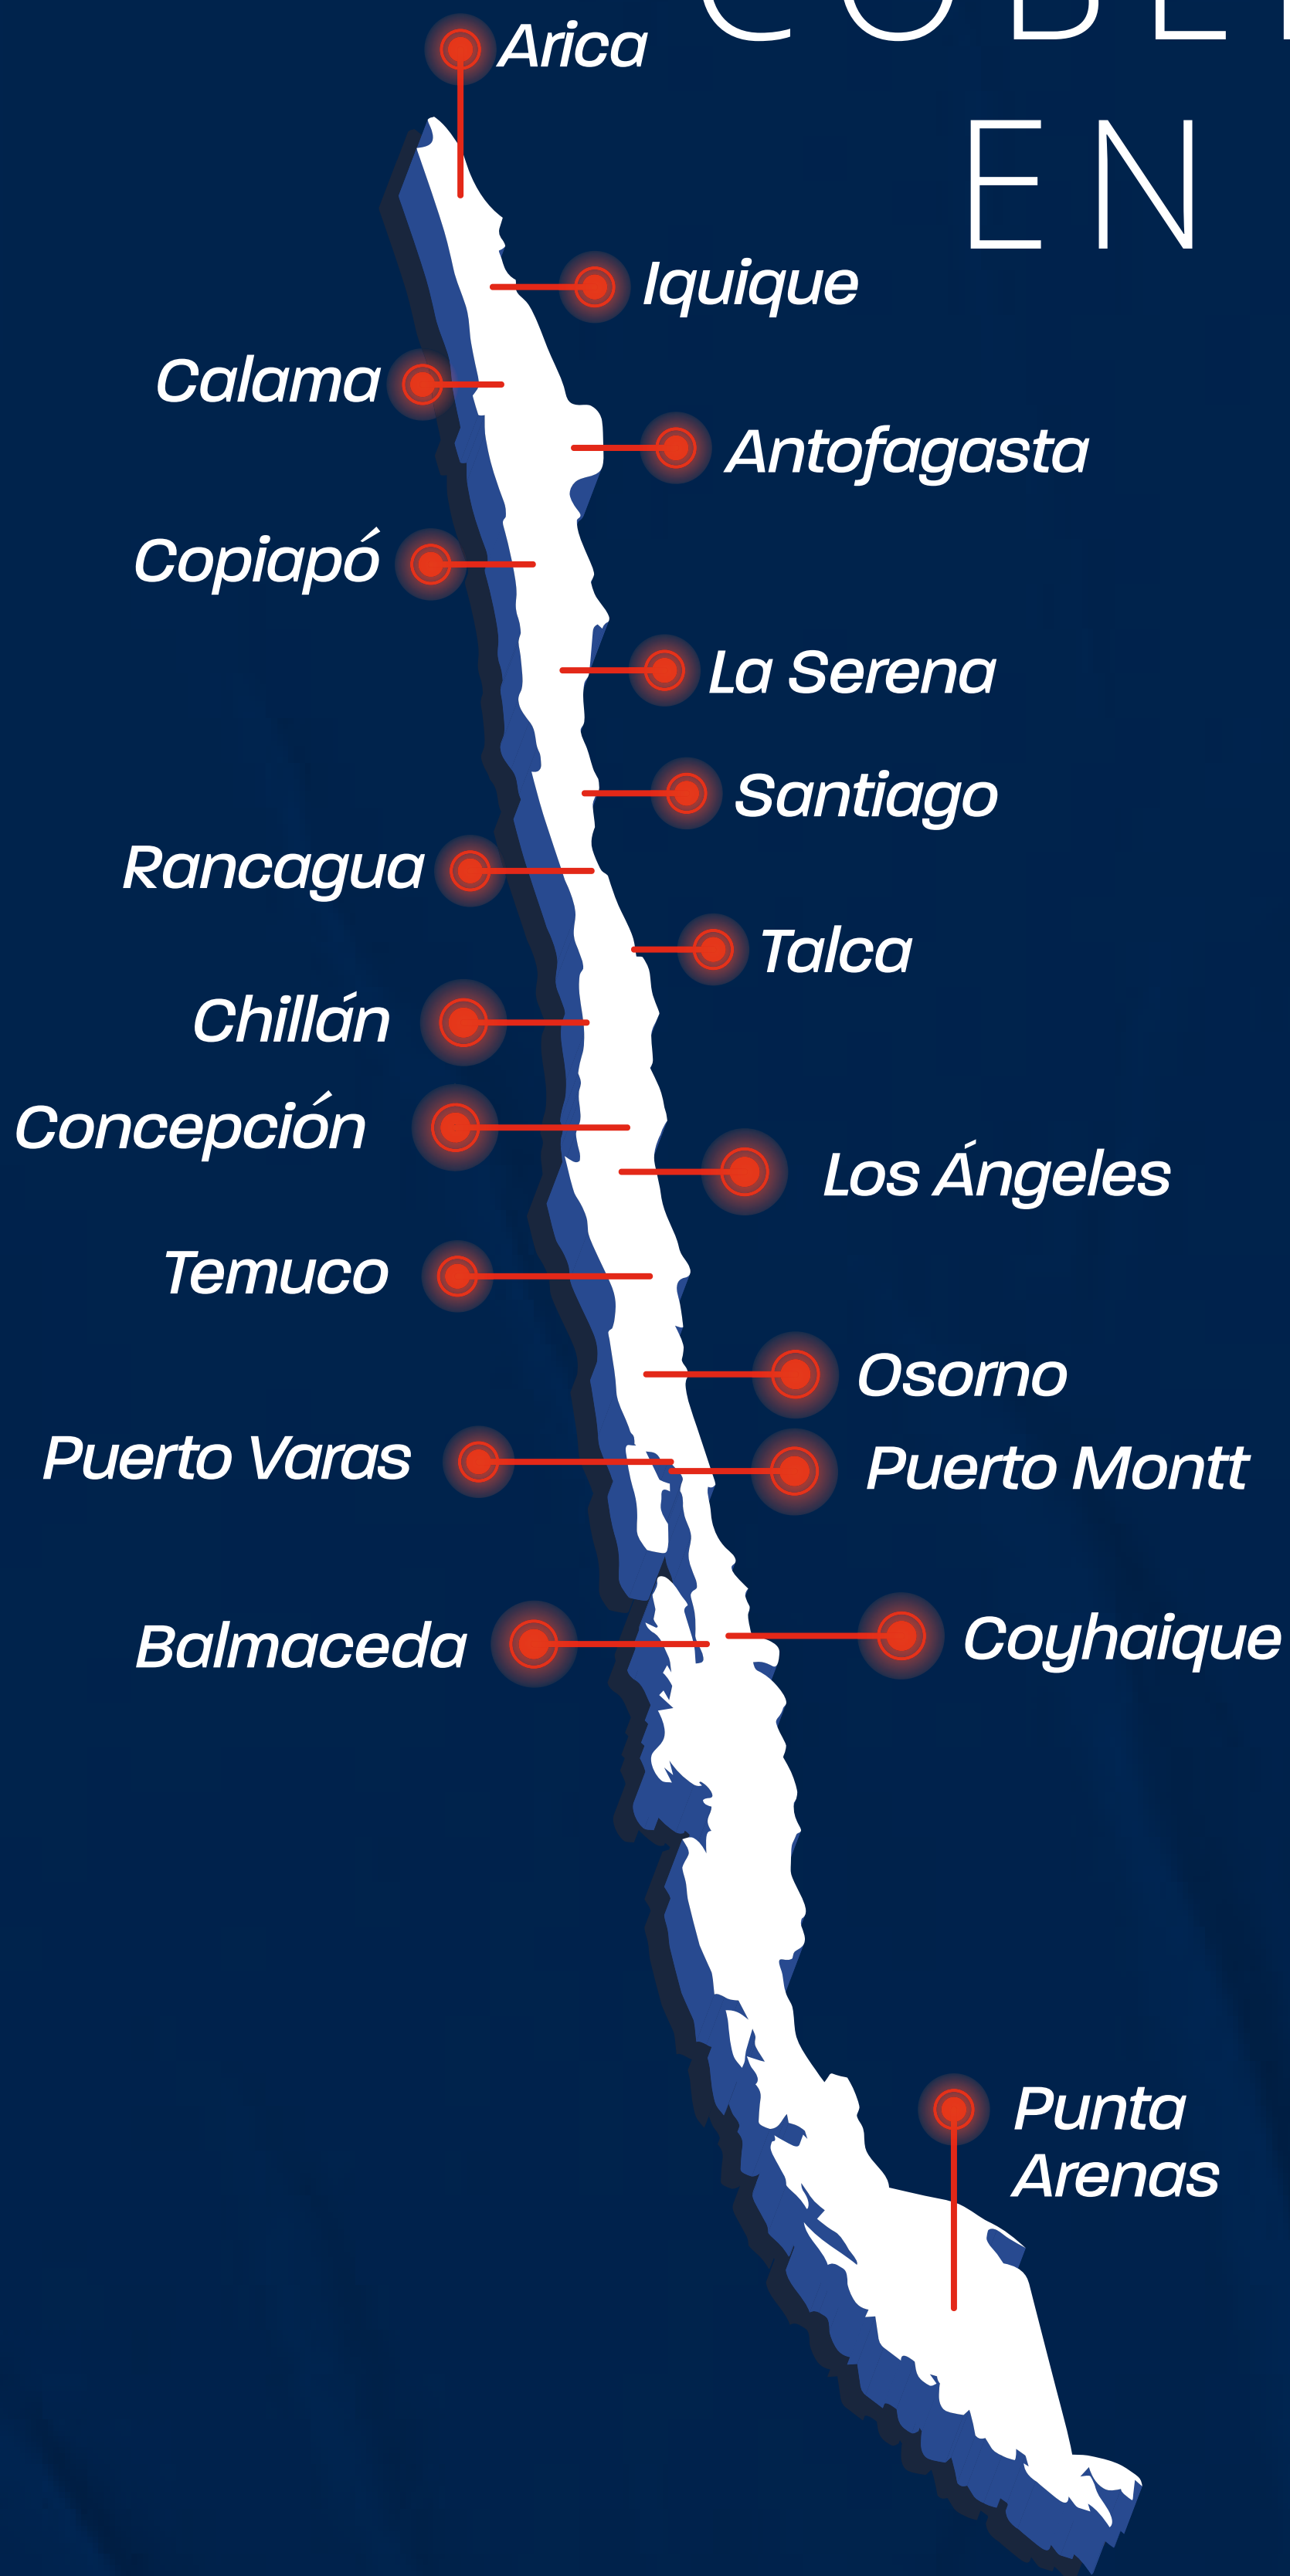 Arica
EN
Iquique
Calama
Antofagasta
Copiapó
La Serena
Santiago
Rancagua
Talca
Chillán
Concepción
Los Ángeles
Temuco
Osorno
Puerto Varas
Puerto Montt
Balmaceda
Coyhaique
Punta
Arenas